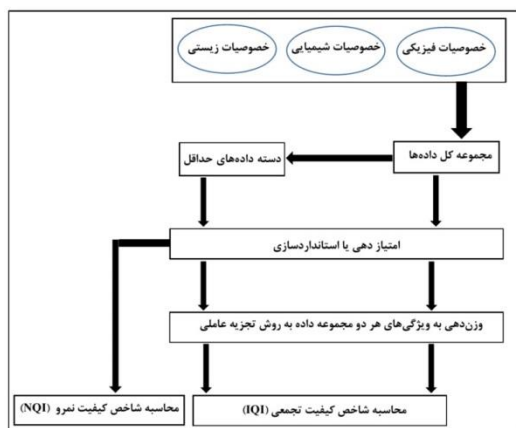 خصوصیات فیزیکی
خصوصیات شیمیایی
خصوصیات زیستی
مجموعه کل داده‌ها
دسته داده‌های حداقل
امتیاز دهی یا استانداردسازی
وزن‌دهی به ویژگی‌های هر دو مجموعه داده به روش تجزیه عاملی
محاسبه شاخص کیفیت تجمعی (IQI)
محاسبه شاخص کیفیت نمرو (NQI)